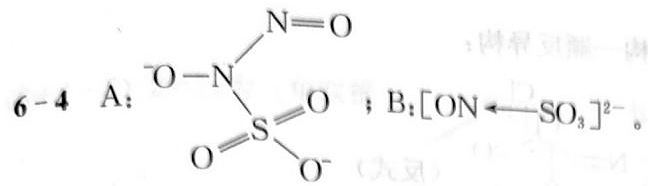 6-4 A: ⁻O—N N=O S =O O= O⁻ ; B:[ON←SO₃]²⁻。